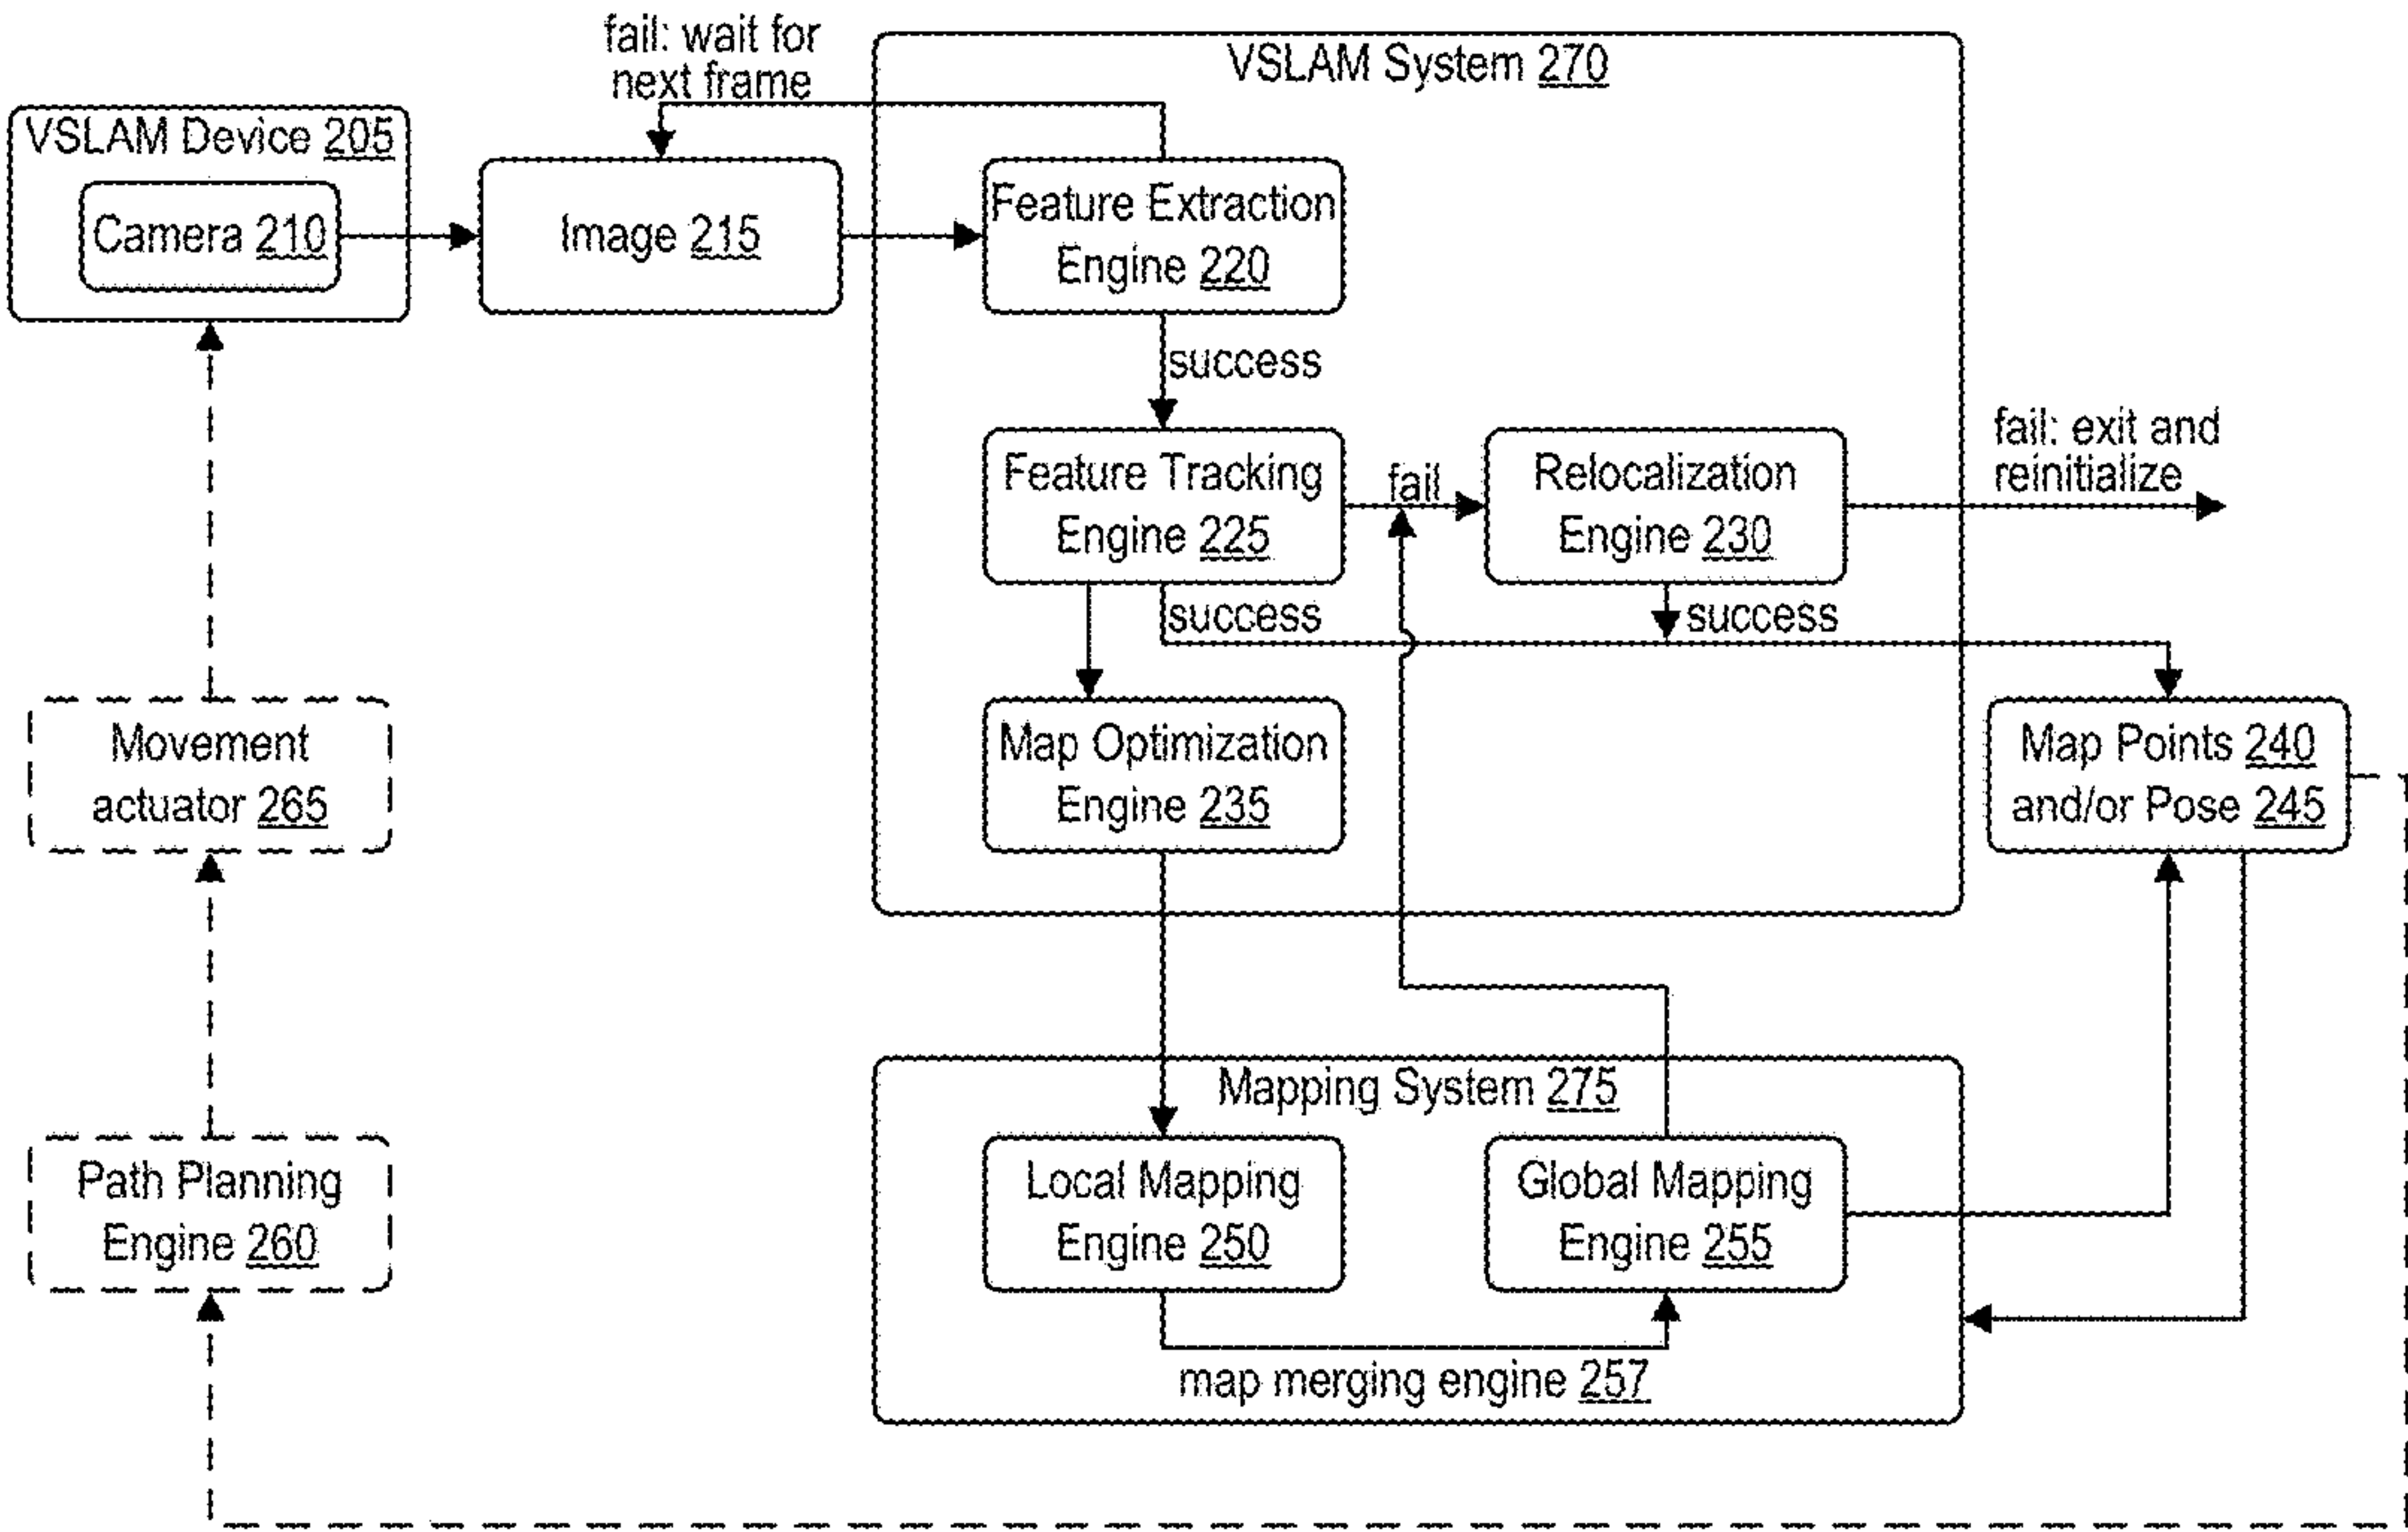 fail: wait for
next frame
VSLAM System 270
VSLAM Device 205
Camera 210
Image 215
Feature Extraction
Engine 220
success
Feature Tracking
Engine 225
fail
Relocalization
Engine 230
fail: exit and
reinitialize
success
success
Movement
actuator 265
Map Optimization
Engine 235
Map Points 240
and/or Pose 245
Mapping System 275
Path Planning
Engine 260
Local Mapping
Engine 250
Global Mapping
Engine 255
map merging engine 257